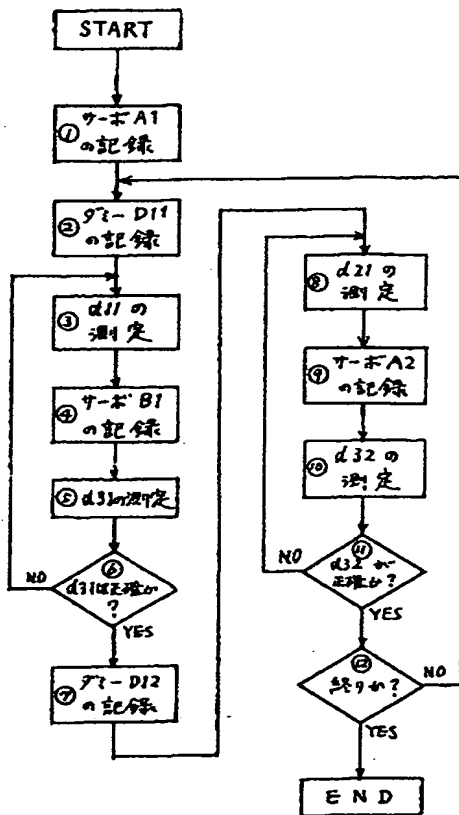 START
① サーボA1
の記録
② ダミーD11
の記録
③ d11の
測定
④ サーボB1
の記録
⑤ d31の測定
⑥
d31は正確か
?
NO
YES
⑦ ダミーD12
の記録
⑧ d21の
測定
⑨ サーボA2
の記録
⑩ d32の
測定
⑪
d32が
正確か?
NO
YES
⑫
終りか?
NO
YES
END